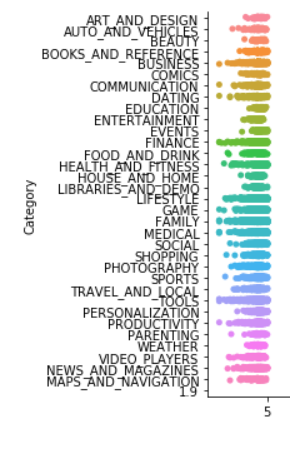 ART_AND_DESIGN
AUTO_AND_VEHICLES
BEAUTY
BOOKS_AND_REFERENCE
BUSINESS
COMICS
COMMUNICATION
DATING
EDUCATION
ENTERTAINMENT
EVENTS
FINANCE
FOOD_AND_DRINK
HEALTH_AND_FITNESS
HOUSE_AND_HOME
LIBRARIES_AND_DEMO
LIFESTYLE
GAME
FAMILY
MEDICAL
SOCIAL
SHOPPING
PHOTOGRAPHY
SPORTS
TRAVEL_AND_LOCAL
TOOLS
PERSONALIZATION
PRODUCTIVITY
PARENTING
WEATHER
VIDEO_PLAYERS
NEWS_AND_MAGAZINES
MAPS_AND_NAVIGATION
1.9
Category
5